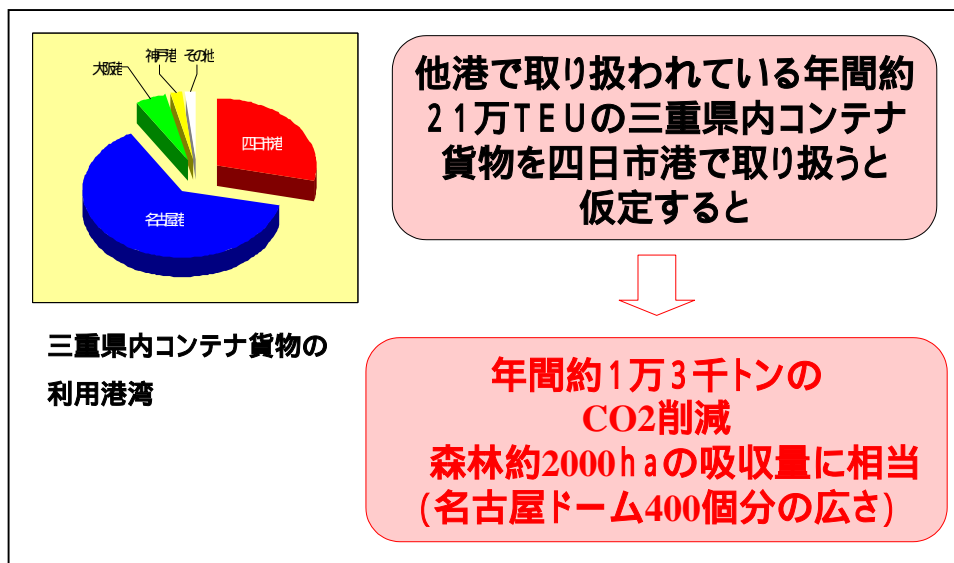 神戸港 その他
大阪港
四日市港
名古屋港
三重県内コンテナ貨物の
利用港湾
他港で取り扱われている年間約
21万TEUの三重県内コンテナ
貨物を四日市港で取り扱うと
仮定すると
年間約1万3千トンの
CO2削減
森林約2000haの吸収量に相当
(名古屋ドーム400個分の広さ)